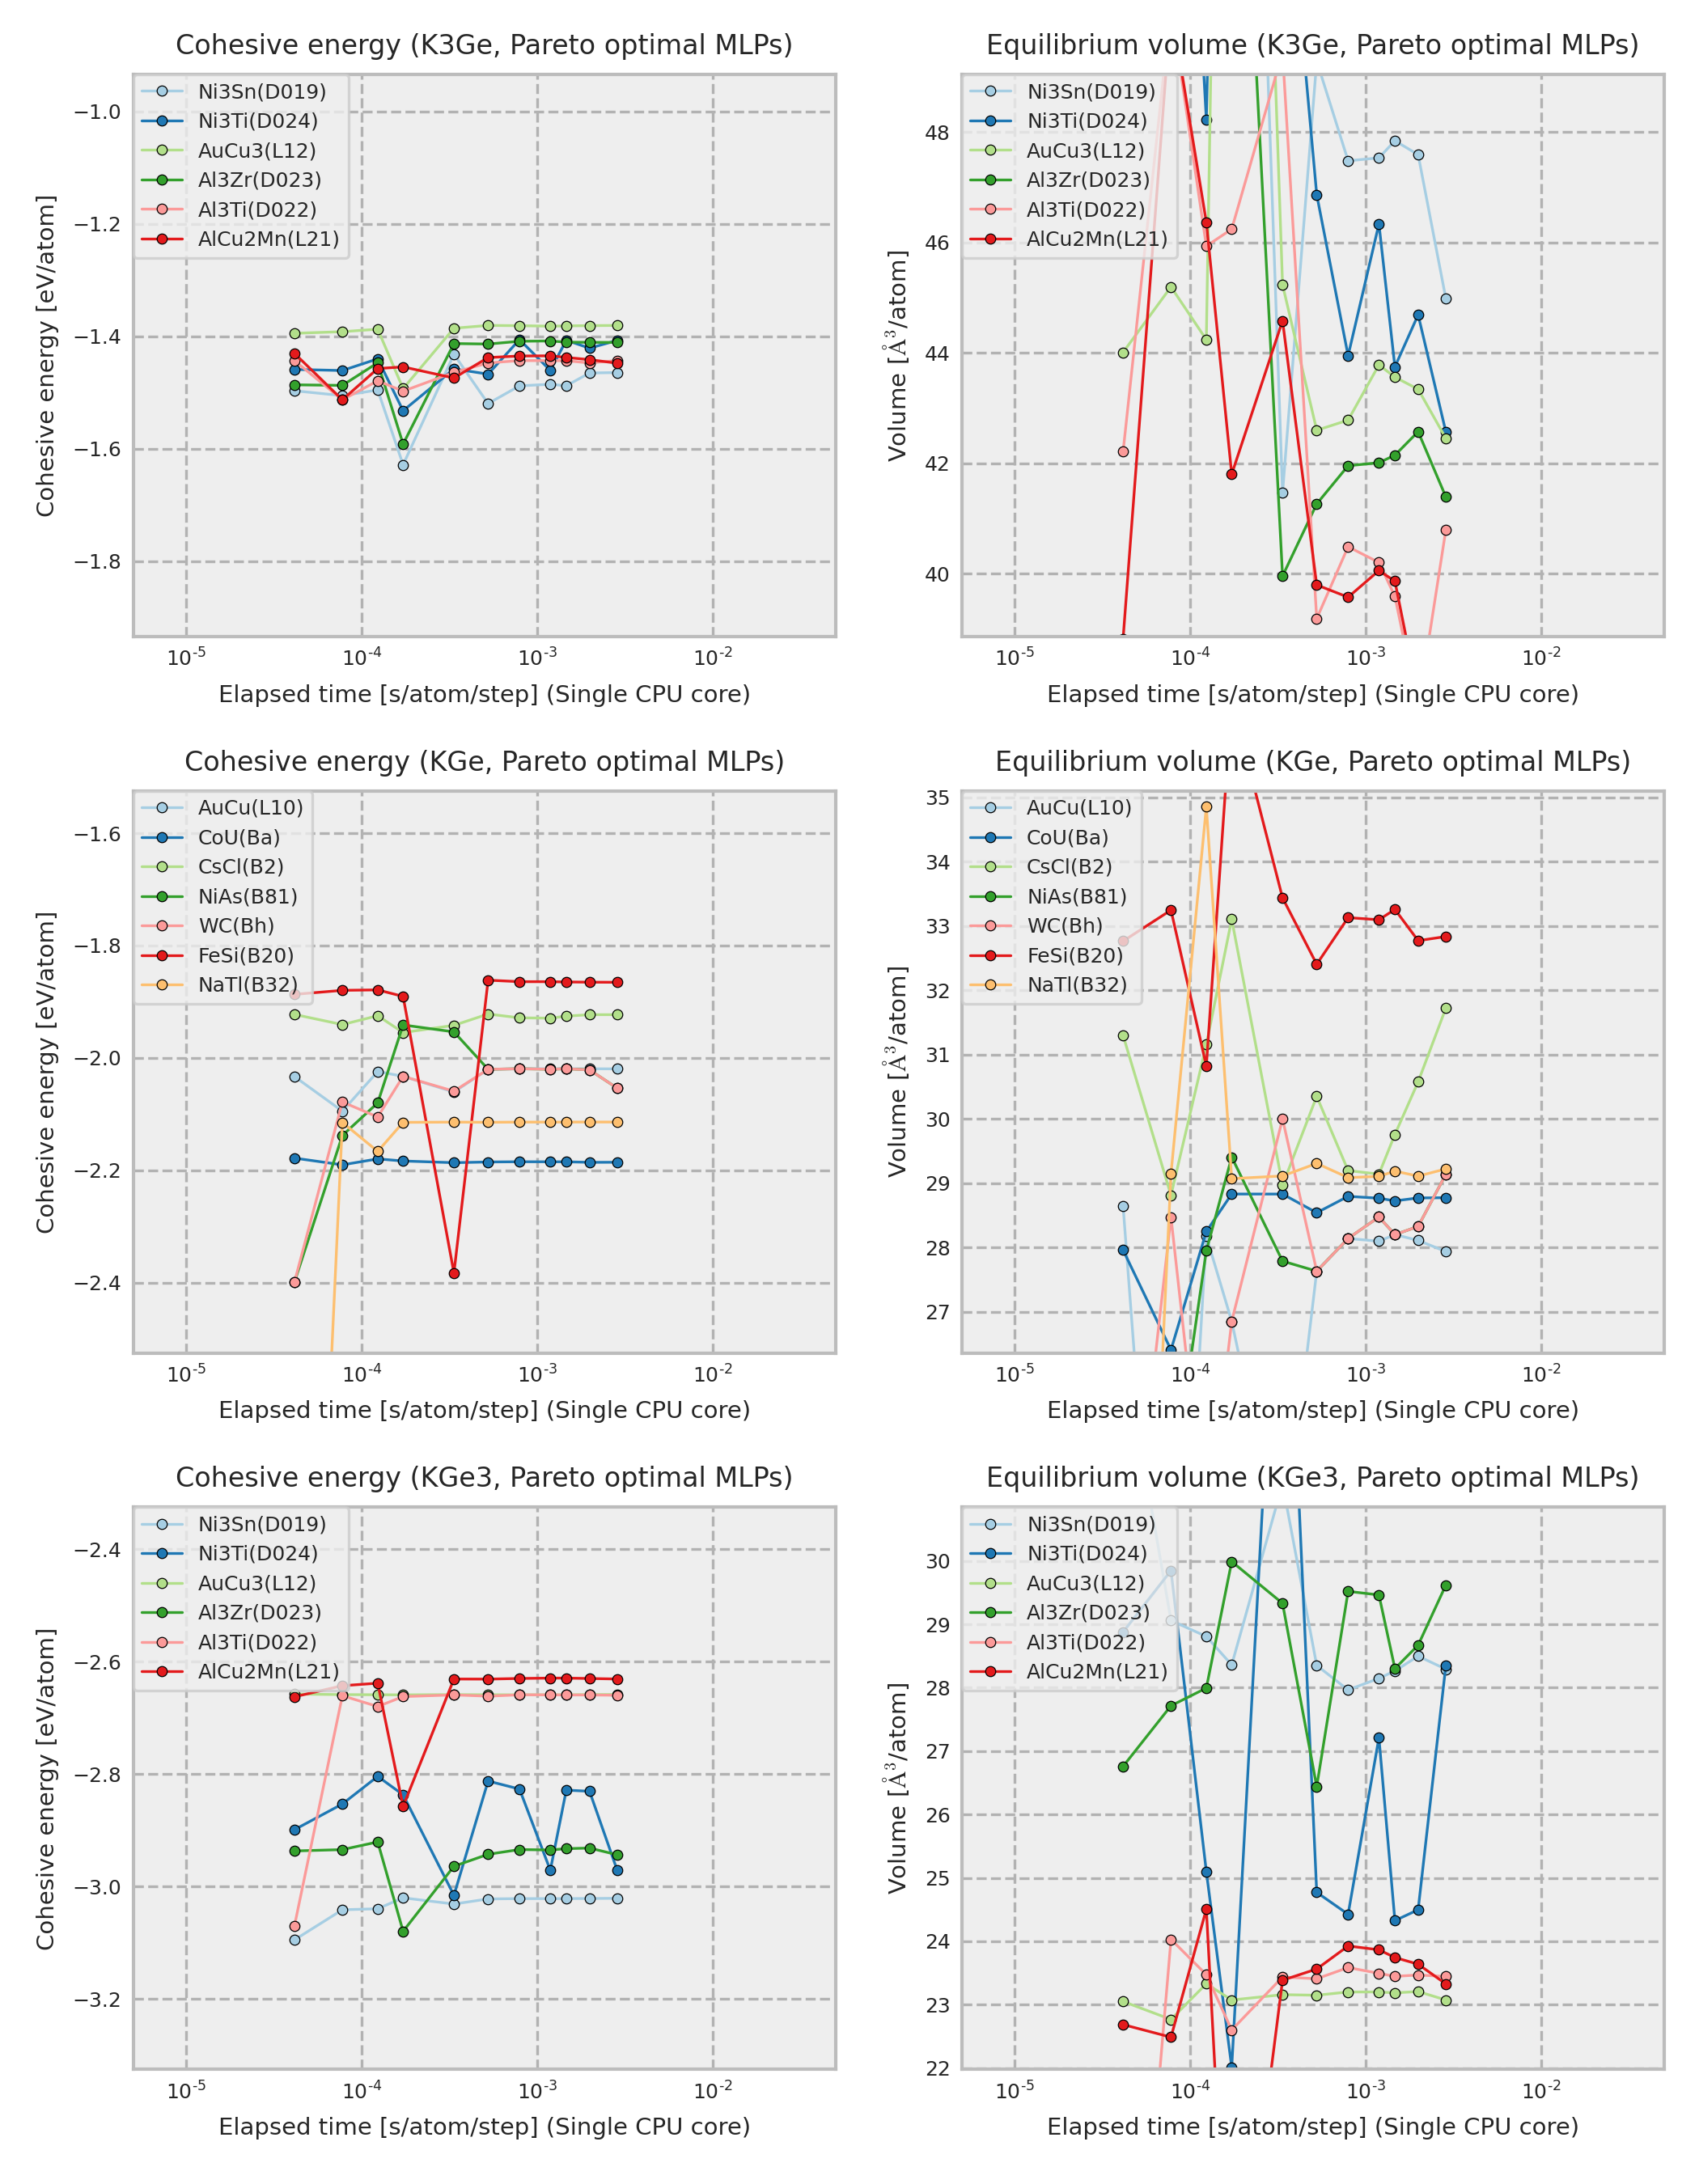 Cohesive energy (K3Ge, Pareto optimal MLPs)
Cohesive energy [eV/atom]
−1.0
−1.2
−1.4
−1.6
−1.8
Ni3Sn(D019)
Ni3Ti(D024)
AuCu3(L12)
Al3Zr(D023)
Al3Ti(D022)
AlCu2Mn(L21)
10-5 10-4 10-3 10-2
Elapsed time [s/atom/step] (Single CPU core)
Equilibrium volume (K3Ge, Pareto optimal MLPs)
Volume [Å3/atom]
48
46
44
42
40
Ni3Sn(D019)
Ni3Ti(D024)
AuCu3(L12)
Al3Zr(D023)
Al3Ti(D022)
AlCu2Mn(L21)
10-5 10-4 10-3 10-2
Elapsed time [s/atom/step] (Single CPU core)
Cohesive energy (KGe, Pareto optimal MLPs)
Cohesive energy [eV/atom]
−1.6
−1.8
−2.0
−2.2
−2.4
AuCu(L10)
CoU(Ba)
CsCl(B2)
NiAs(B81)
WC(Bh)
FeSi(B20)
NaTl(B32)
10-5 10-4 10-3 10-2
Elapsed time [s/atom/step] (Single CPU core)
Equilibrium volume (KGe, Pareto optimal MLPs)
Volume [Å3/atom]
35
34
33
32
31
30
29
28
27
AuCu(L10)
CoU(Ba)
CsCl(B2)
NiAs(B81)
WC(Bh)
FeSi(B20)
NaTl(B32)
10-5 10-4 10-3 10-2
Elapsed time [s/atom/step] (Single CPU core)
Cohesive energy (KGe3, Pareto optimal MLPs)
Cohesive energy [eV/atom]
−2.4
−2.6
−2.8
−3.0
−3.2
Ni3Sn(D019)
Ni3Ti(D024)
AuCu3(L12)
Al3Zr(D023)
Al3Ti(D022)
AlCu2Mn(L21)
10-5 10-4 10-3 10-2
Elapsed time [s/atom/step] (Single CPU core)
Equilibrium volume (KGe3, Pareto optimal MLPs)
Volume [Å3/atom]
30
29
28
27
26
25
24
23
22
Ni3Sn(D019)
Ni3Ti(D024)
AuCu3(L12)
Al3Zr(D023)
Al3Ti(D022)
AlCu2Mn(L21)
10-5 10-4 10-3 10-2
Elapsed time [s/atom/step] (Single CPU core)